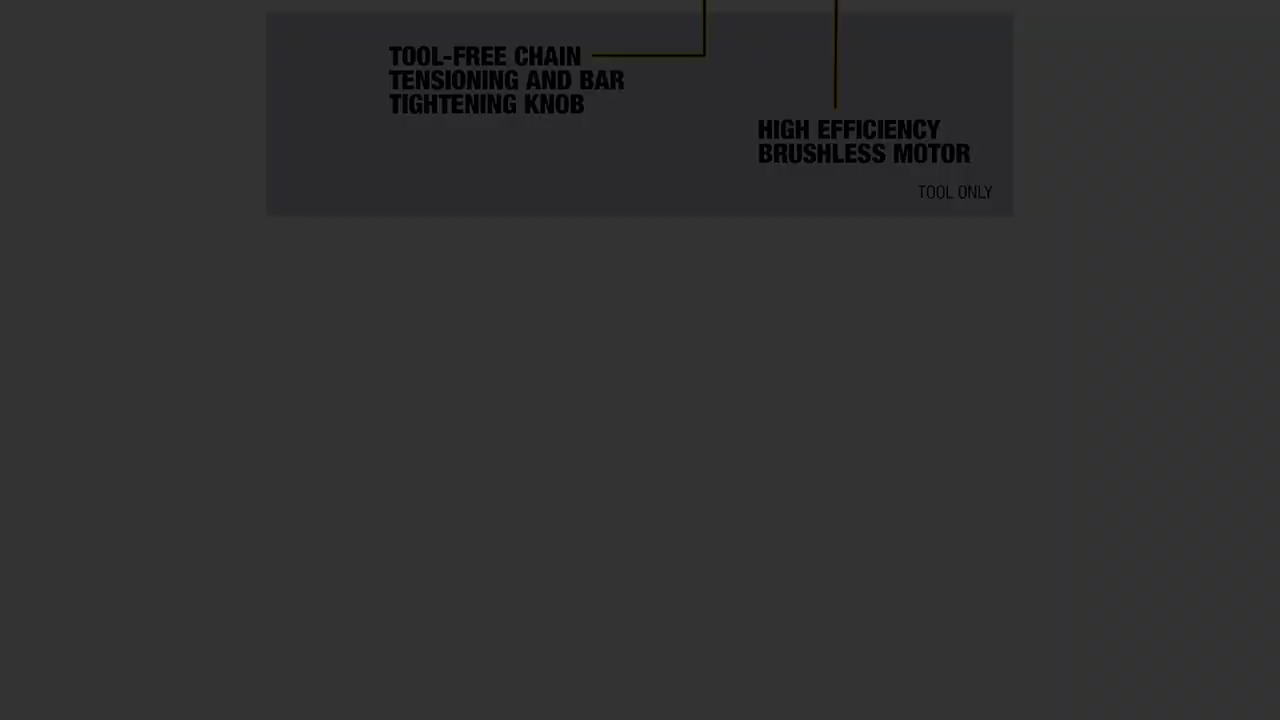 TOOL-FREE CHAIN
TENSIONING AND BAR
TIGHTENING KNOB
HIGH EFFICIENCY
BRUSHLESS MOTOR
TOOL ONLY